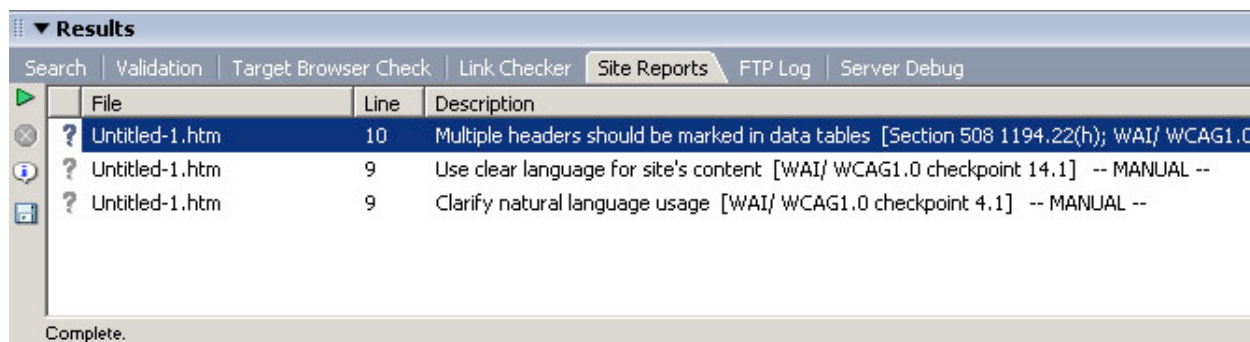 Results
Search Validation Target Browser Check Link Checker Site Reports FTP Log Server Debug
File Line Description
? Untitled-1.htm 10 Multiple headers should be marked in data tables [Section 508 1194.22(h); WAI/ WCAG1.0
? Untitled-1.htm 9 Use clear language for site's content [WAI/ WCAG1.0 checkpoint 14.1] -- MANUAL --
? Untitled-1.htm 9 Clarify natural language usage [WAI/ WCAG1.0 checkpoint 4.1] -- MANUAL --
Complete.